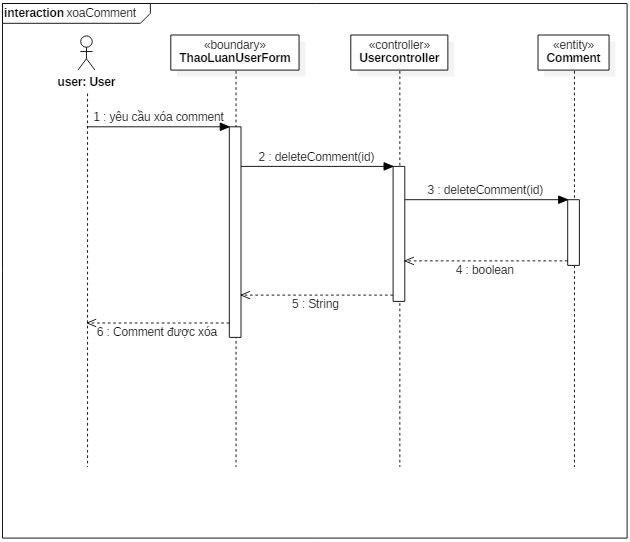 interaction xoaComment
user: User
«boundary»
ThaoLuanUserForm
«controller»
Usercontroller
«entity»
Comment
1 : yêu cầu xóa comment
2 : deleteComment(id)
3 : deleteComment(id)
4 : boolean
5 : String
6 : Comment được xóa